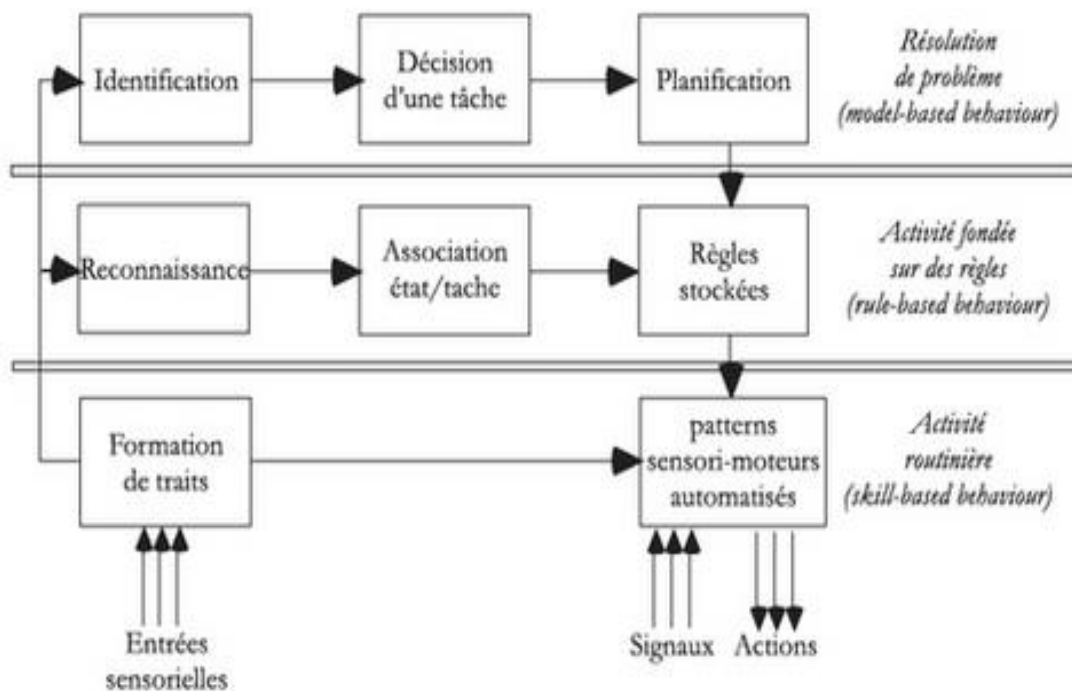 Identification
Décision
d'une tâche
Planification
Résolution
de problème
(model-based behaviour)
Reconnaissance
Association
état/tache
Règles
stockées
Activité fondée
sur des règles
(rule-based behaviour)
Formation
de traits
patterns
sensori-moteurs
automatisés
Activité
routinière
(skill-based behaviour)
Entrées
sensorielles
Signaux
Actions